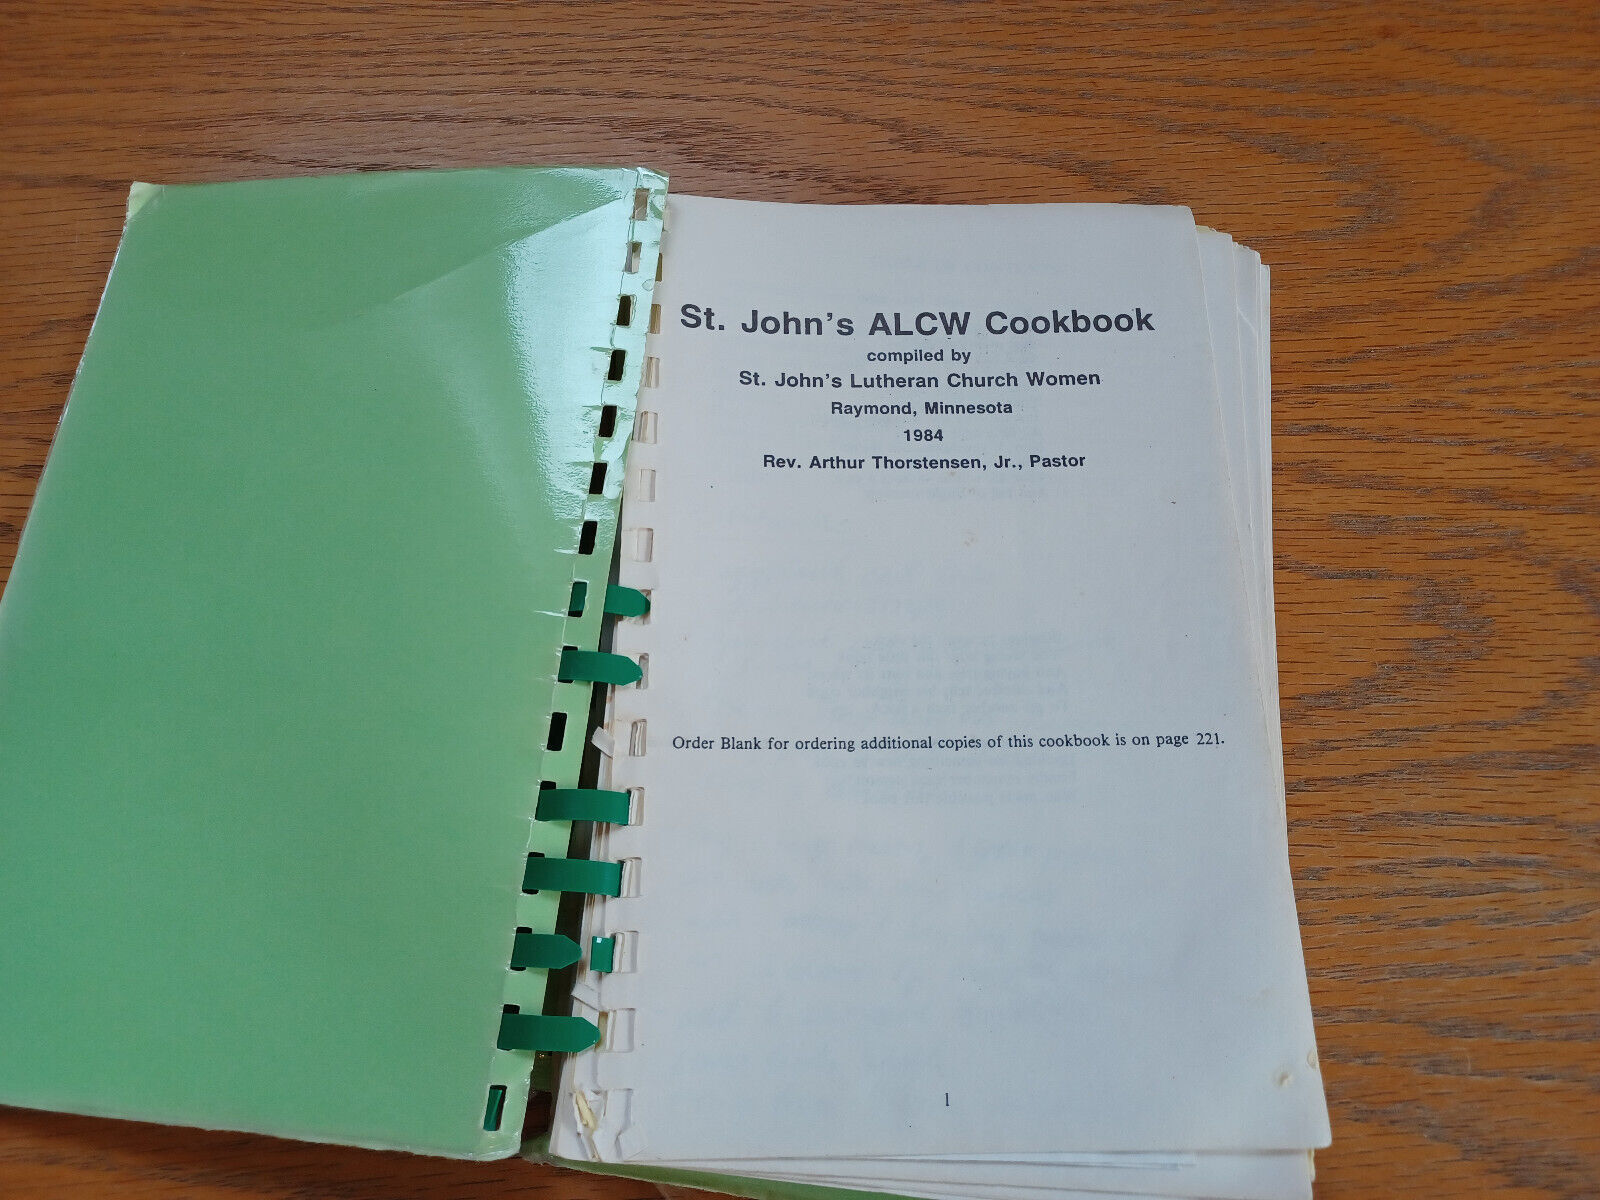 St. John's ALCW Cookbook
compiled by
St. John's Lutheran Church Women
Raymond, Minnesota
1984
Rev. Arthur Thorstensen, Jr., Pastor
Order Blank for ordering additional copies of this cookbook is on page 221.
1